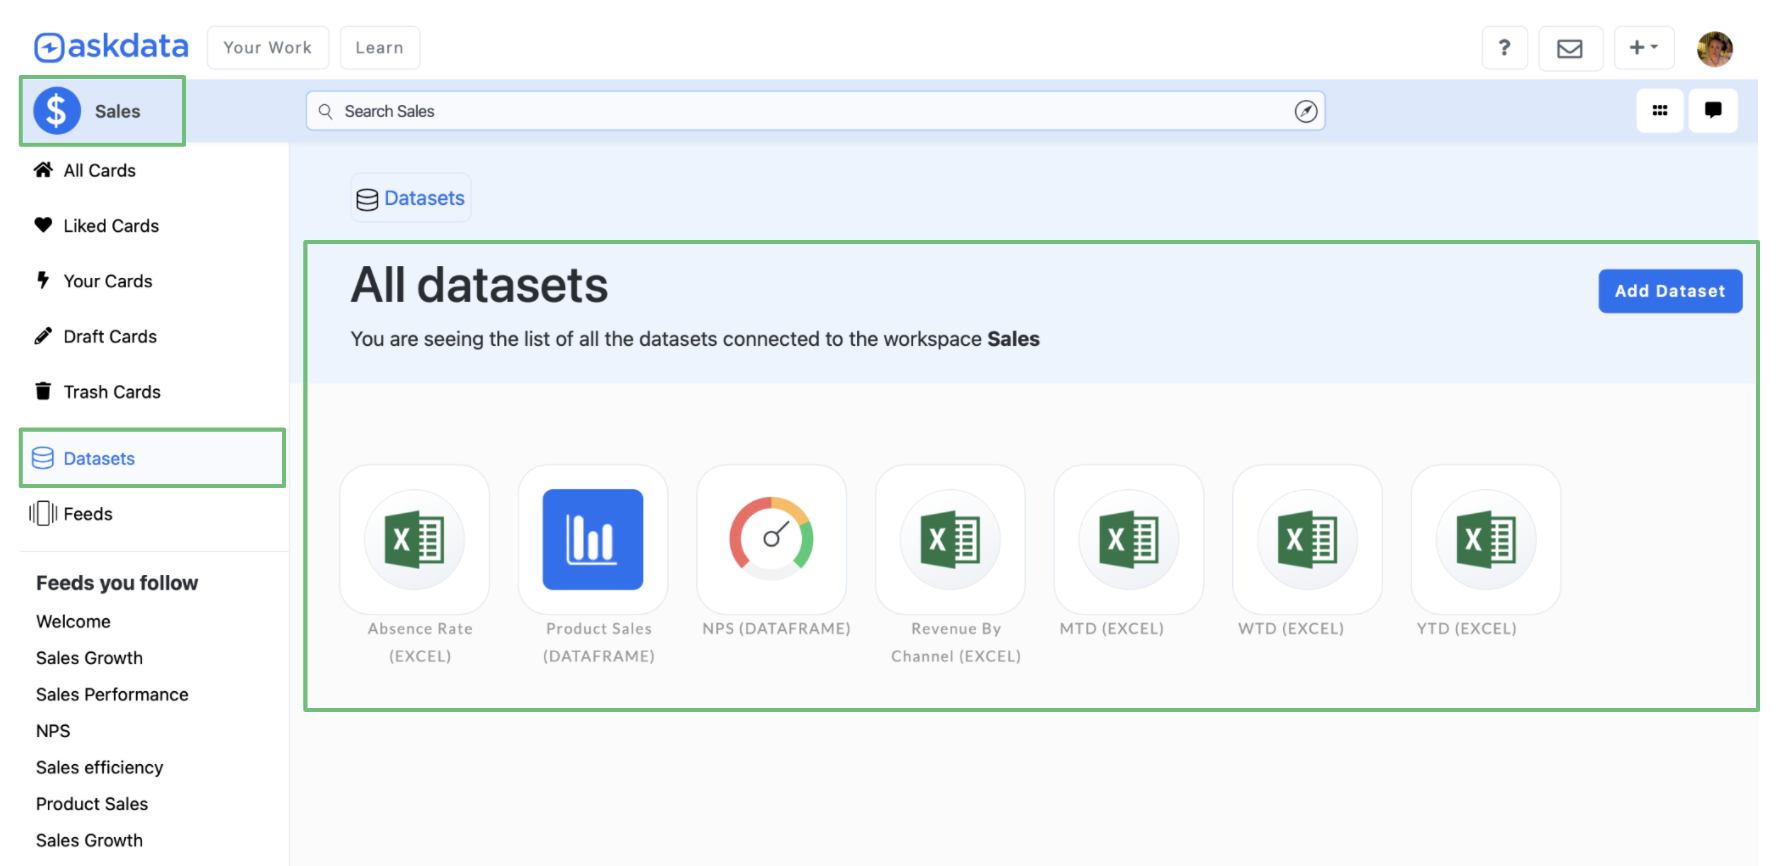 askdata
Your Work
Learn
?
+
$
Sales
Search Sales
All Cards
Liked Cards
Your Cards
Draft Cards
Trash Cards
Datasets
Feeds
Feeds you follow
Welcome
Sales Growth
Sales Performance
NPS
Sales efficiency
Product Sales
Sales Growth
Datasets
All datasets
Add Dataset
You are seeing the list of all the datasets connected to the workspace Sales
X
Absence Rate
(EXCEL)
Product Sales
(DATAFRAME)
NPS (DATAFRAME)
X
Revenue By
Channel (EXCEL)
X
MTD (EXCEL)
X
WTD (EXCEL)
X
YTD (EXCEL)